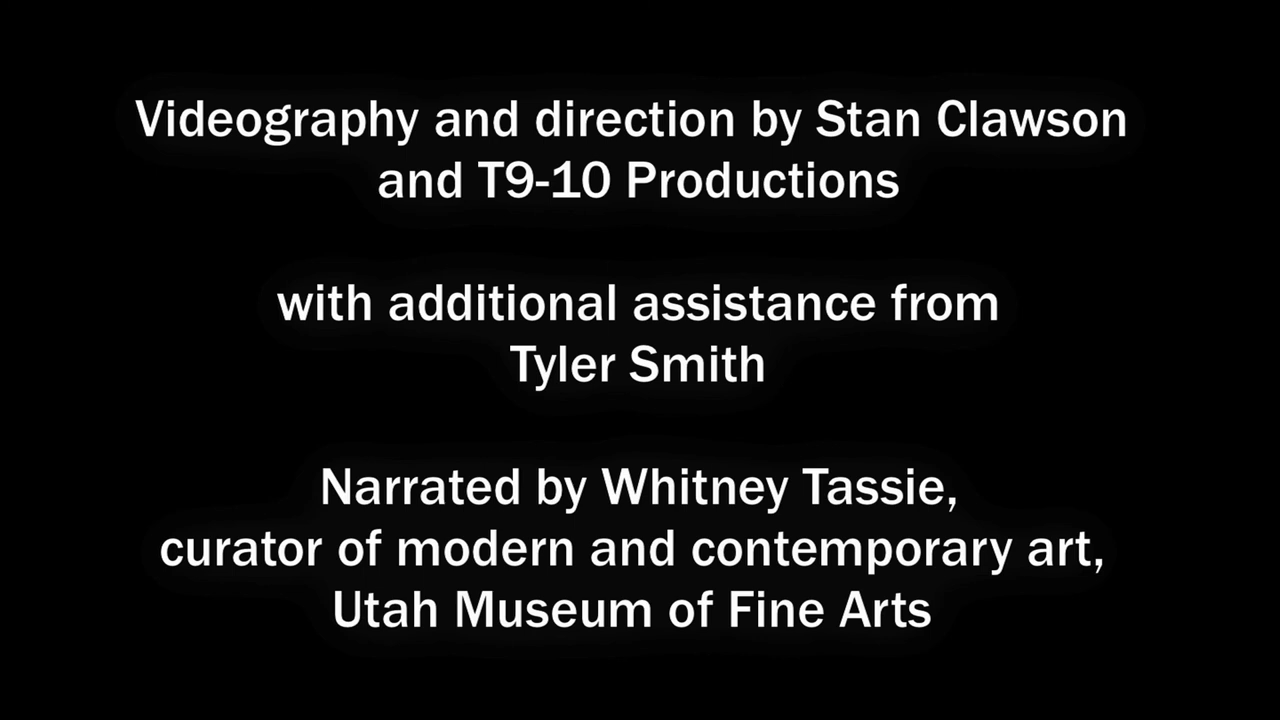 Videography and direction by Stan Clawson
and T9-10 Productions
with additional assistance from
Tyler Smith
Narrated by Whitney Tassie,
curator of modern and contemporary art,
Utah Museum of Fine Arts